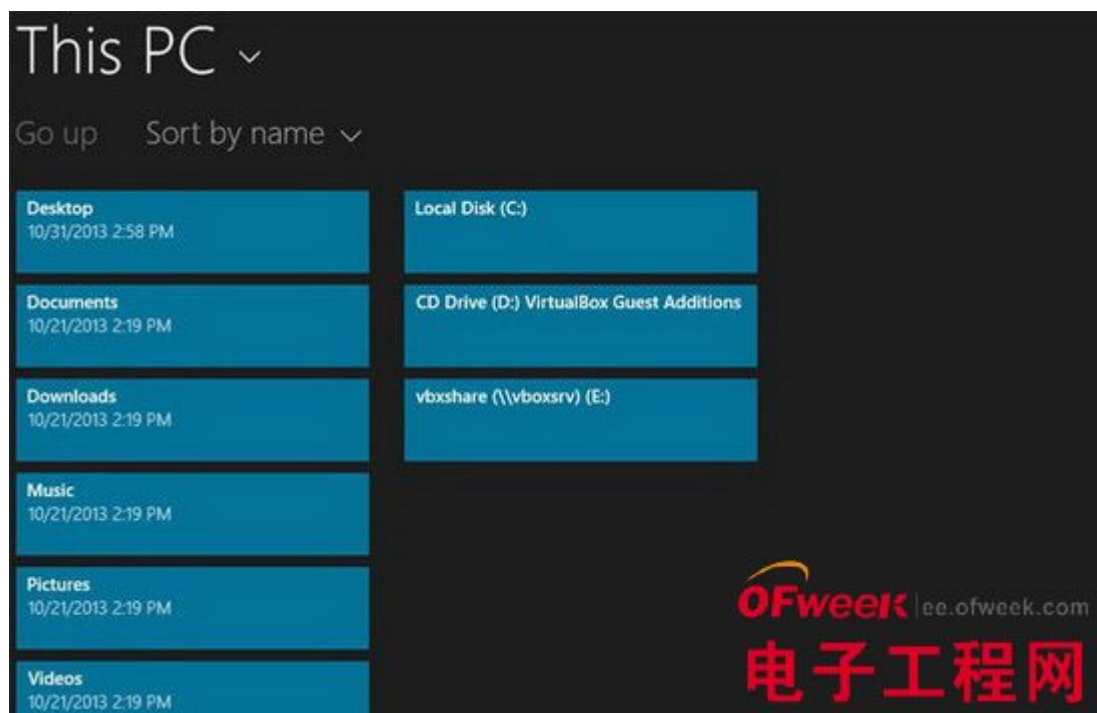 This PC
Go up Sort by name
Desktop
10/31/2013 2:58 PM
Documents
10/21/2013 2:19 PM
Downloads
10/21/2013 2:19 PM
Music
10/21/2013 2:19 PM
Pictures
10/21/2013 2:19 PM
Videos
10/21/2013 2:19 PM
Local Disk (C:)
CD Drive (D:) VirtualBox Guest Additions
vbxshare (\\vboxsrv) (E:)
OFweek ee.ofweek.com
电子工程网